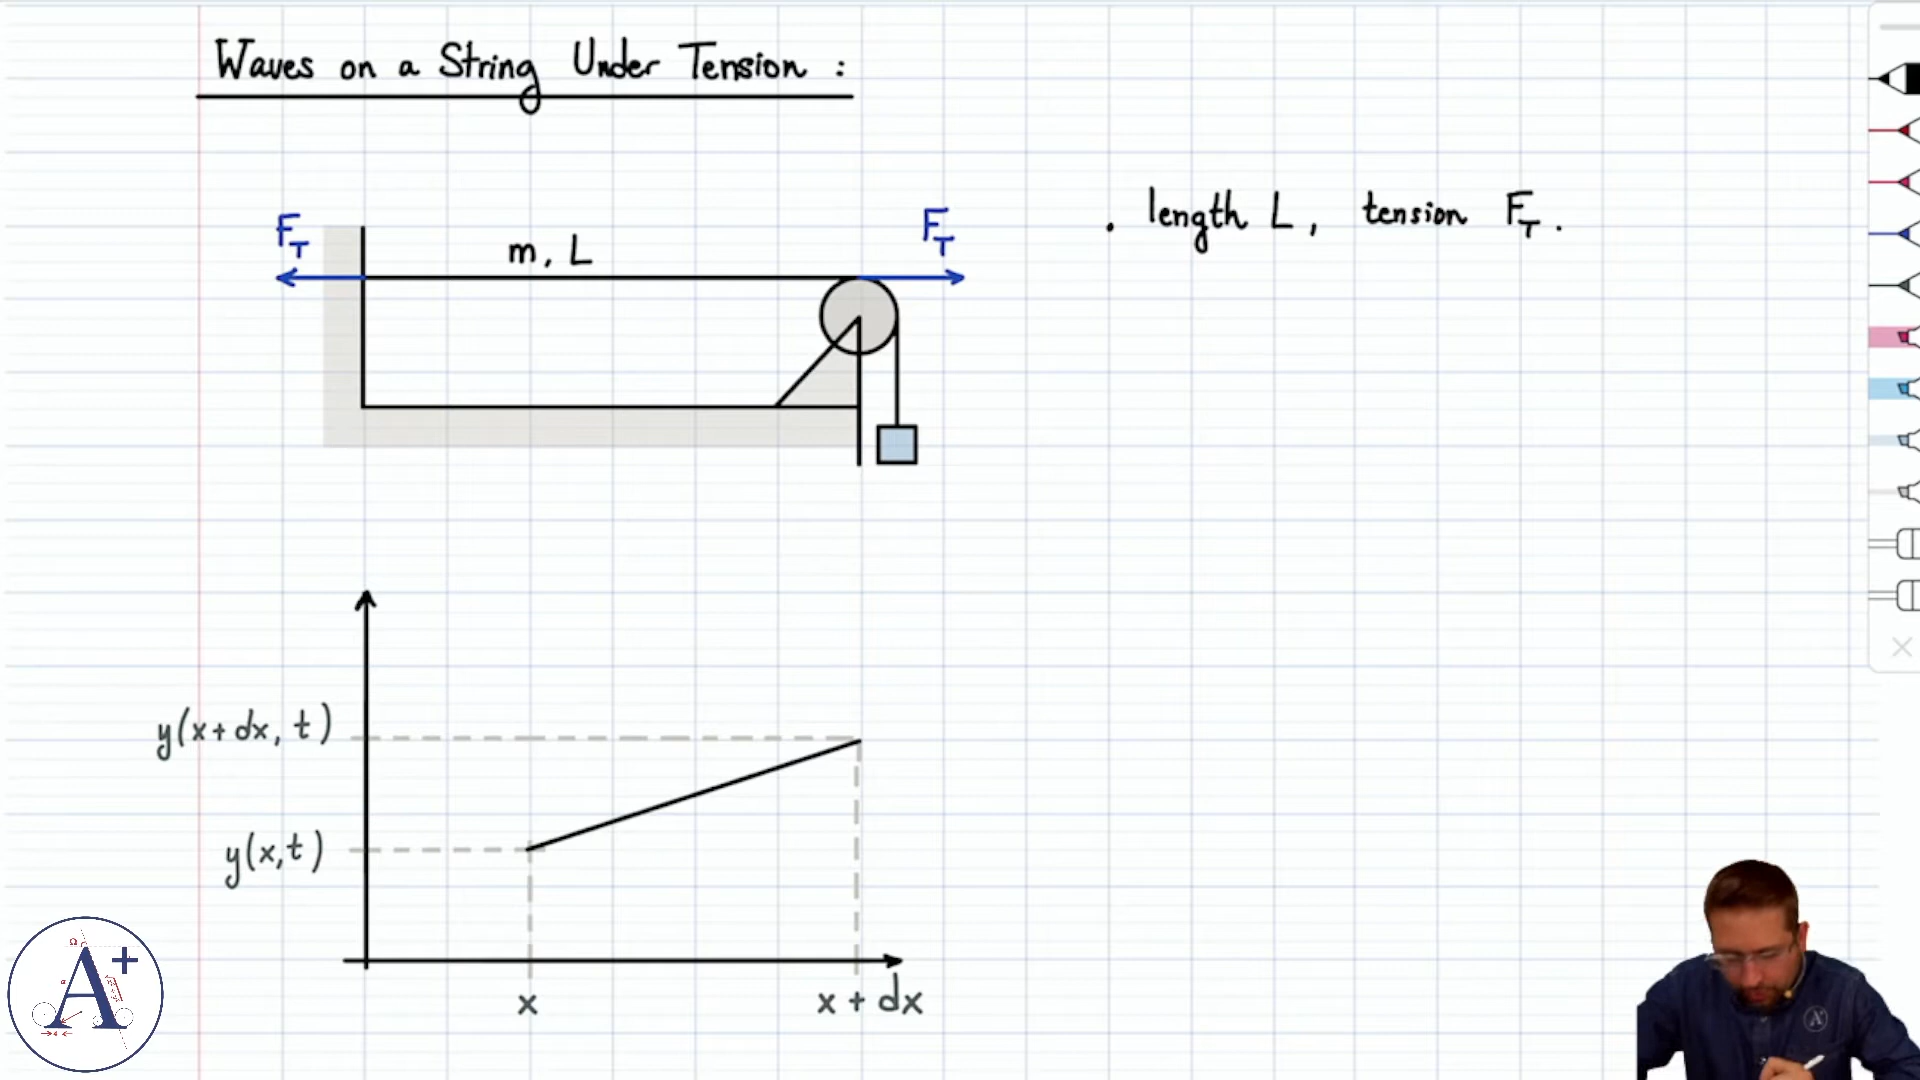 Waves on a String Under Tension :
. length L, tension F_T.
F_T
F_T
m, L
y(x+dx, t)
y(x,t)
x
x + dx
A+
A+